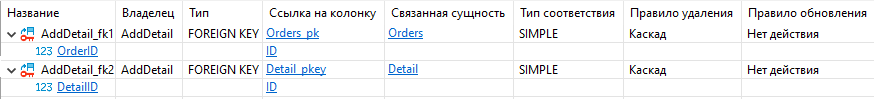 Название Владелец Тип Ссылка на колонку Связанная сущность Тип соответствия Правило удаления Правило обновления
AddDetail_fk1 AddDetail FOREIGN KEY Orders_pk Orders SIMPLE Каскад Нет действия
123 OrderID ID
AddDetail_fk2 AddDetail FOREIGN KEY Detail_pkey Detail SIMPLE Каскад Нет действия
123 DetailID ID